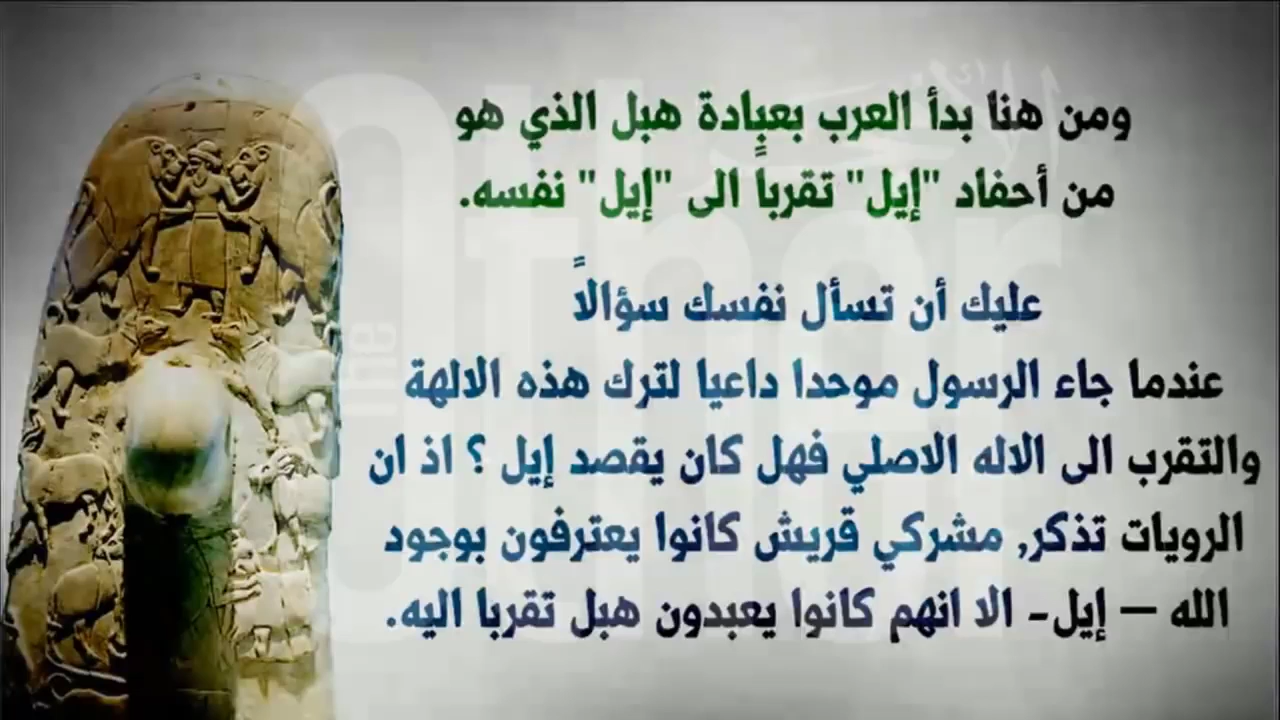 ومن هنا بدأ العرب بعبادة هبل الذي هو
من أحفاد "إيل" تقرباً الى "إيل" نفسه.
عليك أن تسأل نفسك سؤالاً
عندما جاء الرسول موحدا داعيا لترك هذه الالهة
والتقرب الى الاله الاصلي فهل كان يقصد إيل ؟ اذ ان
الرويات تذكر, مشركي قريش كانوا يعترفون بوجود
الله – إيل- الا انهم كانوا يعبدون هبل تقربا اليه.
the
Other